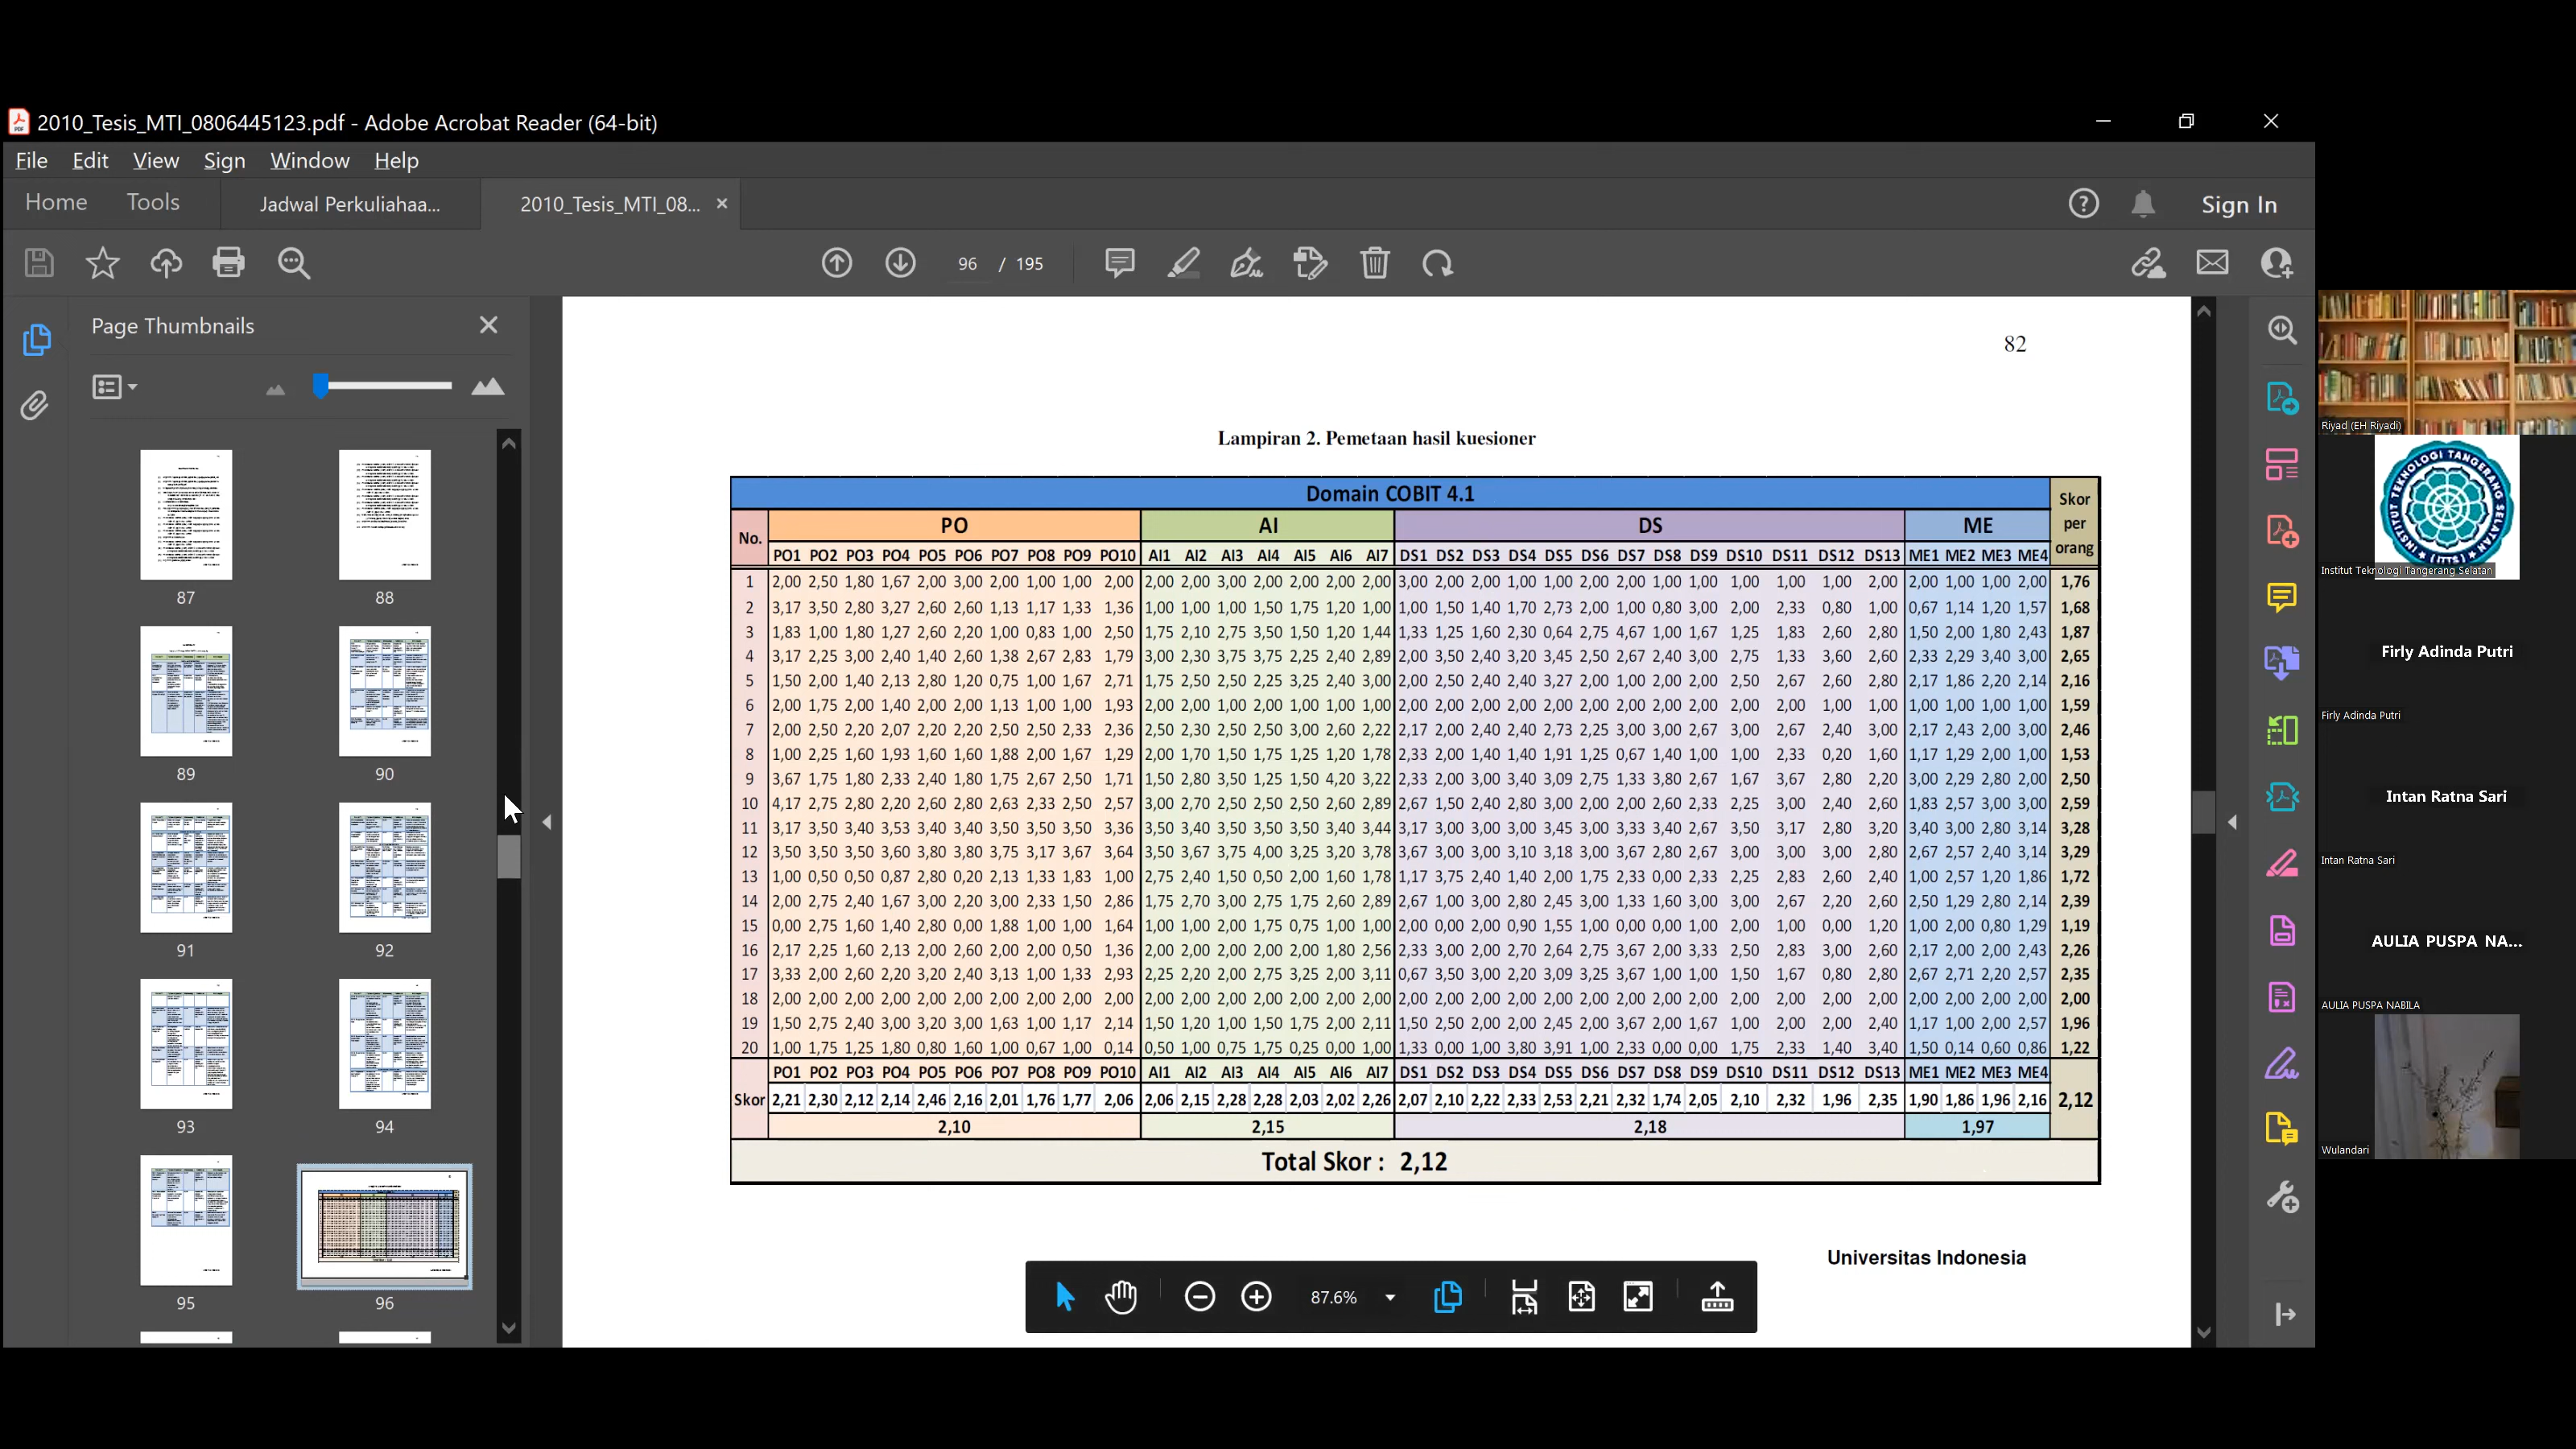 2010_Tesis_MTI_0806445123.pdf - Adobe Acrobat Reader (64-bit)
File Edit View Sign Window Help
Home Tools Jadwal Perkuliahaa... 2010_Tesis_MTI_08... Sign In
96 / 195
Page Thumbnails
87 88
89 90
91 92
93 94
95 96
82
Lampiran 2. Pemetaan hasil kuesioner
Domain COBIT 4.1 Skor per orang
No. PO AI DS ME
PO1 PO2 PO3 PO4 PO5 PO6 PO7 PO8 PO9 PO10 AI1 AI2 AI3 AI4 AI5 AI6 AI7 DS1 DS2 DS3 DS4 DS5 DS6 DS7 DS8 DS9 DS10 DS11 DS12 DS13 ME1 ME2 ME3 ME4
1 2,00 2,50 1,80 1,67 2,00 3,00 2,00 1,00 1,00 2,00 2,00 2,00 3,00 2,00 2,00 2,00 2,00 3,00 2,00 2,00 1,00 1,00 2,00 2,00 1,00 1,00 1,00 1,00 1,00 2,00 2,00 1,00 1,00 2,00 1,76
2 3,17 3,50 2,80 3,27 2,60 2,60 1,13 1,17 1,33 1,36 1,00 1,00 1,00 1,50 1,75 1,20 1,00 1,00 1,50 1,40 1,70 2,73 2,00 1,00 0,80 3,00 2,00 2,33 0,80 1,00 0,67 1,14 1,20 1,57 1,68
3 1,83 1,00 1,80 1,27 2,60 2,20 1,00 0,83 1,00 2,50 1,75 2,10 2,75 3,50 1,50 1,20 1,44 1,33 1,25 1,60 2,30 0,64 2,75 4,67 1,00 1,67 1,25 1,83 2,60 2,80 1,50 2,00 1,80 2,43 1,87
4 3,17 2,25 3,00 2,40 1,40 2,60 1,38 2,67 2,83 1,79 3,00 2,30 3,75 3,75 2,25 2,40 2,89 2,00 3,50 2,40 3,20 3,45 2,50 2,67 2,40 3,00 2,75 1,33 3,60 2,60 2,33 2,29 3,40 3,00 2,65
5 1,50 2,00 1,40 2,13 2,80 1,20 0,75 1,00 1,67 2,71 1,75 2,50 2,50 2,25 3,25 2,40 3,00 2,00 2,50 2,40 2,40 3,27 2,00 1,00 2,00 2,00 2,50 2,67 2,60 2,80 2,17 1,86 2,20 2,14 2,16
6 2,00 1,75 2,00 1,40 2,00 2,00 1,13 1,00 1,00 1,93 2,00 2,00 1,00 2,00 1,00 1,00 1,00 2,00 2,00 2,00 2,00 2,00 2,00 2,00 2,00 2,00 2,00 2,00 1,00 1,00 1,00 1,00 1,00 1,00 1,59
7 2,00 2,50 2,20 2,07 2,20 2,20 2,50 2,50 2,33 2,36 2,50 2,30 2,50 2,50 3,00 2,60 2,22 2,17 2,00 2,40 2,40 2,73 2,25 3,00 3,00 2,67 3,00 2,67 2,40 3,00 2,17 2,43 2,00 3,00 2,46
8 1,00 2,25 1,60 1,93 1,60 1,60 1,88 2,00 1,67 1,29 2,00 1,70 1,50 1,75 1,25 1,20 1,78 2,33 2,00 1,40 1,40 1,91 1,25 0,67 1,40 1,00 1,00 2,33 0,20 1,60 1,17 1,29 2,00 1,00 1,53
9 3,67 1,75 1,80 2,33 2,40 1,80 1,75 2,67 2,50 1,71 1,50 2,80 3,50 1,25 1,50 4,20 3,22 2,33 2,00 3,00 3,40 3,09 2,75 1,33 3,80 2,67 1,67 3,67 2,80 2,20 3,00 2,29 2,80 2,00 2,50
10 4,17 2,75 2,80 2,20 2,60 2,80 2,63 2,33 2,50 2,57 3,00 2,70 2,50 2,50 2,50 2,60 2,89 2,67 1,50 2,40 2,80 3,00 2,00 2,00 2,60 2,33 2,25 3,00 2,40 2,60 1,83 2,57 3,00 3,00 2,59
11 3,17 3,50 3,40 3,53 3,40 3,40 3,50 3,50 3,50 3,36 3,50 3,40 3,50 3,50 3,50 3,40 3,44 3,17 3,00 3,00 3,00 3,45 3,00 3,33 3,40 2,67 3,50 3,17 2,80 3,20 3,40 3,00 2,80 3,14 3,28
12 3,50 3,50 3,50 3,60 3,80 3,80 3,75 3,17 3,67 3,64 3,50 3,67 3,75 4,00 3,25 3,20 3,78 3,67 3,00 3,00 3,10 3,18 3,00 3,67 2,80 2,67 3,00 3,00 3,00 2,80 2,67 2,57 2,40 3,14 3,29
13 1,00 0,50 0,50 0,87 2,80 0,20 2,13 1,33 1,83 1,00 2,75 2,40 1,50 0,50 2,00 1,60 1,78 1,17 3,75 2,40 1,40 2,00 1,75 2,33 0,00 2,33 2,25 2,83 2,60 2,40 1,00 2,57 1,20 1,86 1,72
14 2,00 2,75 2,40 1,67 3,00 2,20 3,00 2,33 1,50 2,86 1,75 2,70 3,00 2,75 1,75 2,60 2,89 2,67 1,00 3,00 2,80 2,45 3,00 1,33 1,60 3,00 3,00 2,67 2,20 2,60 2,50 1,29 2,80 2,14 2,39
15 0,00 2,75 1,60 1,40 2,80 0,00 1,88 1,00 1,00 1,64 1,00 1,00 2,00 1,75 0,75 1,00 1,00 2,00 0,00 2,00 0,90 1,55 1,00 0,00 0,00 1,00 2,00 1,00 0,00 1,20 1,00 2,00 0,80 1,29 1,19
16 2,17 2,25 1,60 2,13 2,00 2,60 2,00 2,00 0,50 1,36 2,00 2,00 2,00 2,00 2,00 1,80 2,56 2,33 3,00 2,00 2,70 2,64 2,75 3,67 2,00 3,33 2,50 2,83 3,00 2,60 2,17 2,00 2,00 2,43 2,26
17 3,33 2,00 2,60 2,20 3,20 2,40 3,13 1,00 1,33 2,93 2,25 2,20 2,00 2,75 3,25 2,00 3,11 0,67 3,50 3,00 2,20 3,09 3,25 3,67 1,00 1,00 1,50 1,67 0,80 2,80 2,67 2,71 2,20 2,57 2,35
18 2,00 2,00 2,00 2,00 2,00 2,00 2,00 2,00 2,00 2,00 2,00 2,00 2,00 2,00 2,00 2,00 2,00 2,00 2,00 2,00 2,00 2,00 2,00 2,00 2,00 2,00 2,00 2,00 2,00 2,00 2,00 2,00 2,00 2,00 2,00
19 1,50 2,75 2,40 3,00 3,20 3,00 1,63 1,00 1,17 2,14 1,50 1,20 1,00 1,50 1,75 2,00 2,11 1,50 2,50 2,00 2,00 2,45 2,00 3,67 2,00 1,67 1,00 2,00 2,00 2,40 1,17 1,00 2,00 2,57 1,96
20 1,00 1,75 1,25 1,80 0,80 1,60 1,00 0,67 1,00 0,14 0,50 1,00 0,75 1,75 0,25 0,00 1,00 1,33 0,00 1,00 3,80 3,91 1,00 2,33 0,00 0,00 1,75 2,33 1,40 3,40 1,50 0,14 0,60 0,86 1,22
PO1 PO2 PO3 PO4 PO5 PO6 PO7 PO8 PO9 PO10 AI1 AI2 AI3 AI4 AI5 AI6 AI7 DS1 DS2 DS3 DS4 DS5 DS6 DS7 DS8 DS9 DS10 DS11 DS12 DS13 ME1 ME2 ME3 ME4
Skor 2,21 2,30 2,12 2,14 2,46 2,16 2,01 1,76 1,77 2,06 2,06 2,15 2,28 2,28 2,03 2,02 2,26 2,07 2,10 2,22 2,33 2,53 2,21 2,32 1,74 2,05 2,10 2,32 1,96 2,35 1,90 1,86 1,96 2,16 2,12
2,10 2,15 2,18 1,97
Total Skor : 2,12
Universitas Indonesia
87.6%
Riyad (EH Riyadi)
INSTITUT TEKNOLOGI TANGERANG SELATAN
(ITTS)
Institut Teknologi Tangerang Selatan
Firly Adinda Putri
Firly Adinda Putri
Intan Ratna Sari
Intan Ratna Sari
AULIA PUSPA NA...
AULIA PUSPA NABILA
Wulandari